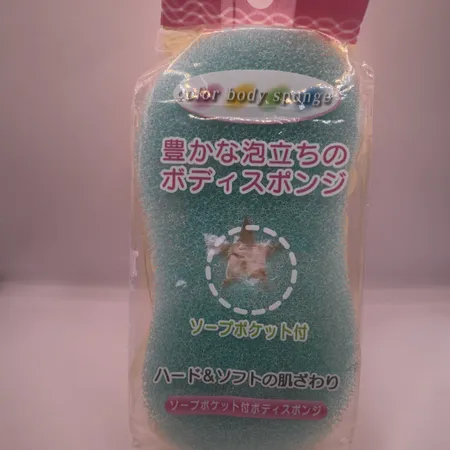 color body sponge
豊かな泡立ちの
ボディスポンジ
ソープポケット付
ハード&ソフトの肌ざわり
ソープポケット付ボディスポンジ